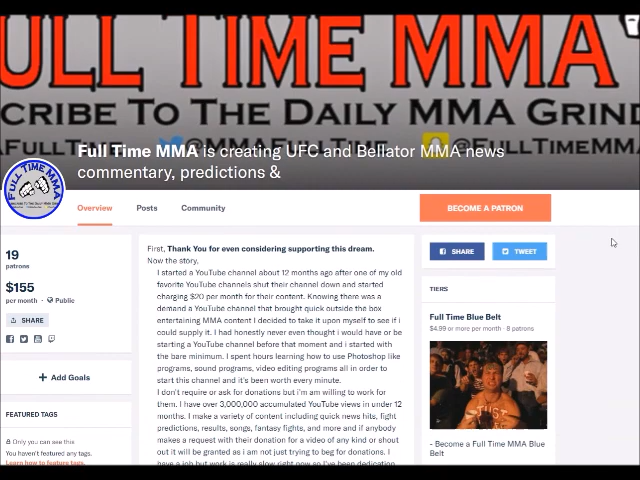 ULL TIME MMA
CRIBE TO THE DAILY MMA GRIND
AFULLTIME @MMAFULLTIME @FULLTIMEMMA
Full Time MMA is creating UFC and Bellator MMA news
commentary, predictions &
FULL TIME MMA
Overview Posts Community
BECOME A PATRON
19
patrons
$155
per month - Public
SHARE
+ Add Goals
FEATURED TAGS
Only you can see this
You haven't featured any tags.
Learn how to feature tags.
First, Thank You for even considering supporting this dream.
Now the story,
I started a YouTube channel about 12 months ago after one of my old
favorite YouTube channels shut their channel down and started
charging $20 per month for their content. Knowing there was a
demand a YouTube channel that brought quick outside the box
entertaining MMA content I decided to take it upon myself to see if i
could supply it. I had honestly never even thought i would have or be
starting a YouTube channel before that moment and i started with
the bare minimum. I spent hours learning how to use Photoshop like
programs, sound programs, video editing programs all in order to
start this channel and it's been worth every minute.
I don't require or ask for donations but i'm am willing to work for
them. I have over 3,000,000 accumulated YouTube views in under 12
months. I make a variety of content including quick news hits, fight
predictions, results, songs, fantasy fights, and more and if anybody
makes a request with their donation for a video of any kind or shout
out it will be granted as i am not just trying to beg for donations. I
have a job but work is really slow right now so I've been dedication
SHARE TWEET
TIERS
Full Time Blue Belt
$4.99 or more per month · 8 patrons
- Become a Full Time MMA Blue
Belt